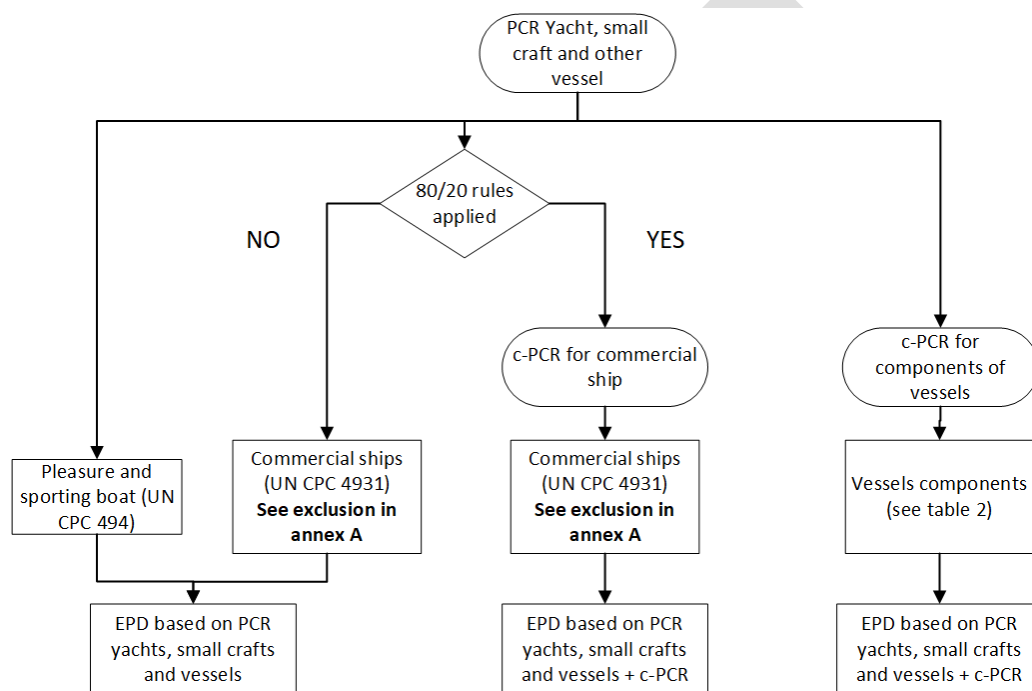 PCR Yacht, small
craft and other
vessel
80/20 rules
applied
NO
YES
c-PCR for commercial
ship
c-PCR for
components of
vessels
Pleasure and
sporting boat (UN
CPC 494)
Commercial ships
(UN CPC 4931)
See exclusion in
annex A
Commercial ships
(UN CPC 4931)
See exclusion in
annex A
Vessels components
(see table 2)
EPD based on PCR
yachts, small crafts
and vessels
EPD based on PCR
yachts, small crafts
and vessels + c-PCR
EPD based on PCR
yachts, small crafts
and vessels + c-PCR